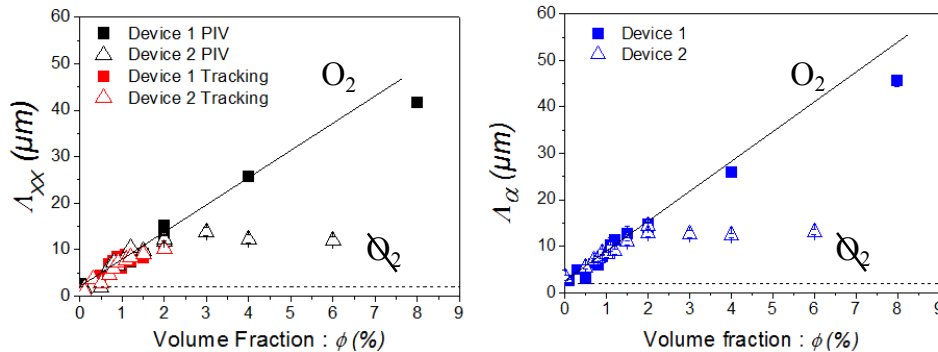 60
50
40
30
20
10
0
Λxx (μm)
Device 1 PIV
Device 2 PIV
Device 1 Tracking
Device 2 Tracking
O2
O2
0 1 2 3 4 5 6 7 8 9
Volume Fraction : ϕ (%)
60
50
40
30
20
10
0
Λα (μm)
Device 1
Device 2
O2
O2
0 1 2 3 4 5 6 7 8 9
Volume fraction : ϕ (%)